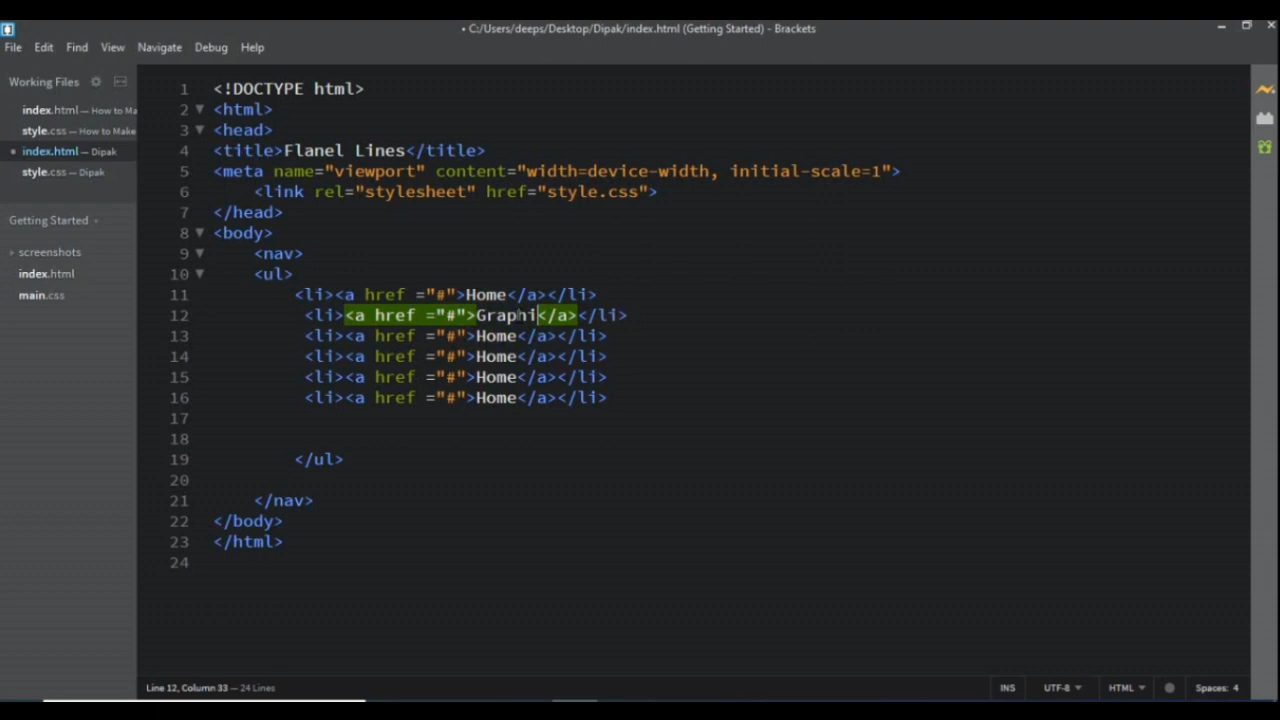 • C:/Users/deeps/Desktop/Dipak/index.html (Getting Started) - Brackets
File Edit Find View Navigate Debug Help
Working Files
index.html — How to Ma
style.css — How to Make
index.html — Dipak
style.css — Dipak
Getting Started
screenshots
index.html
main.css
1 <!DOCTYPE html>
2 <html>
3 <head>
4 <title>Flanel Lines</title>
5 <meta name="viewport" content="width=device-width, initial-scale=1">
6 <link rel="stylesheet" href="style.css">
7 </head>
8 <body>
9 <nav>
10 <ul>
11 <li><a href ="#">Home</a></li>
12 <li><a href ="#">Graphi</a></li>
13 <li><a href ="#">Home</a></li>
14 <li><a href ="#">Home</a></li>
15 <li><a href ="#">Home</a></li>
16 <li><a href ="#">Home</a></li>
17
18
19 </ul>
20
21 </nav>
22 </body>
23 </html>
24
Line 12, Column 33 — 24 Lines
INS UTF-8 HTML Spaces: 4